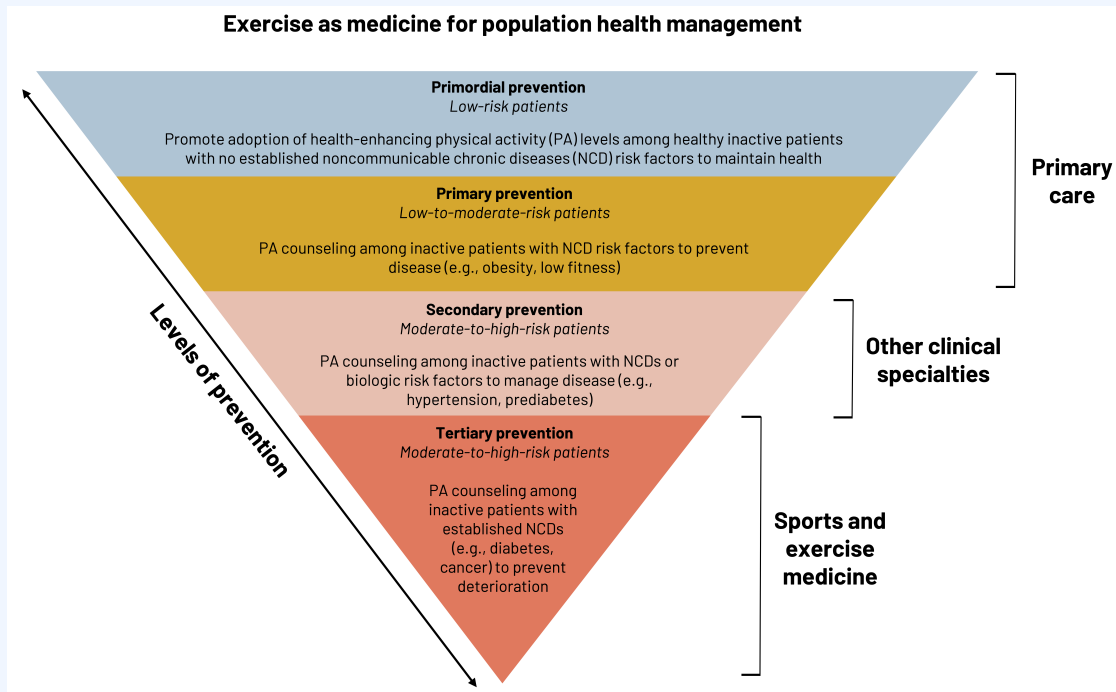 Exercise as medicine for population health management
Primordial prevention
Low-risk patients
Promote adoption of health-enhancing physical activity (PA) levels among healthy inactive patients
with no established noncommunicable chronic diseases (NCD) risk factors to maintain health
Primary prevention
Low-to-moderate-risk patients
PA counseling among inactive patients with NCD risk factors to prevent
disease (e.g., obesity, low fitness)
Secondary prevention
Moderate-to-high-risk patients
PA counseling among inactive patients with NCDs or
biologic risk factors to manage disease (e.g.,
hypertension, prediabetes)
Tertiary prevention
Moderate-to-high-risk patients
PA counseling among
inactive patients with
established NCDs
(e.g., diabetes,
cancer) to prevent
deterioration
Levels of prevention
Primary
care
Other clinical
specialties
Sports and
exercise
medicine